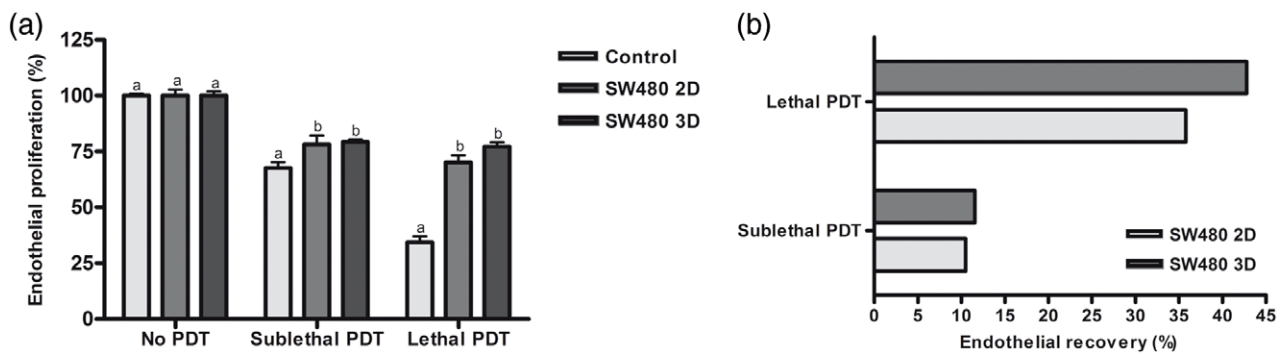 (a)
Endothelial proliferation (%)
125
100
75
50
25
0
a a a
a b b
a b b
No PDT Sublethal PDT Lethal PDT
Control
SW480 2D
SW480 3D
(b)
Lethal PDT
Sublethal PDT
SW480 2D
SW480 3D
0 5 10 15 20 25 30 35 40 45
Endothelial recovery (%)